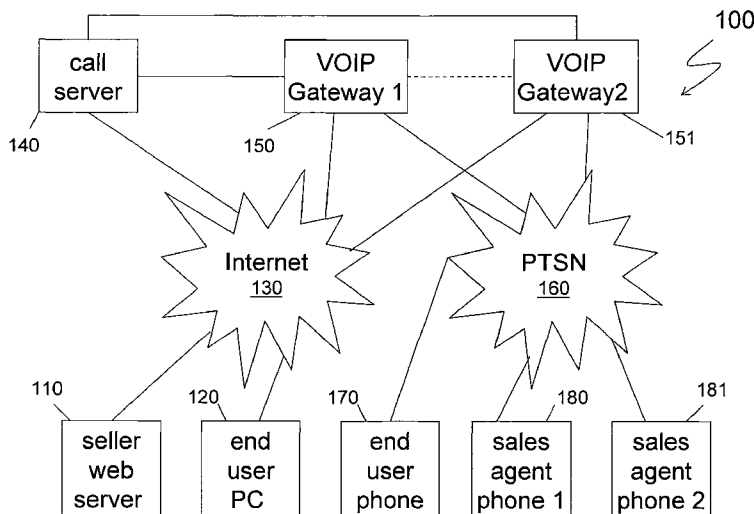 100
call
server
VOIP
Gateway 1
VOIP
Gateway2
140
150
151
Internet
130
PTSN
160
110
120
170
180
181
seller
web
server
end
user
PC
end
user
phone
sales
agent
phone 1
sales
agent
phone 2